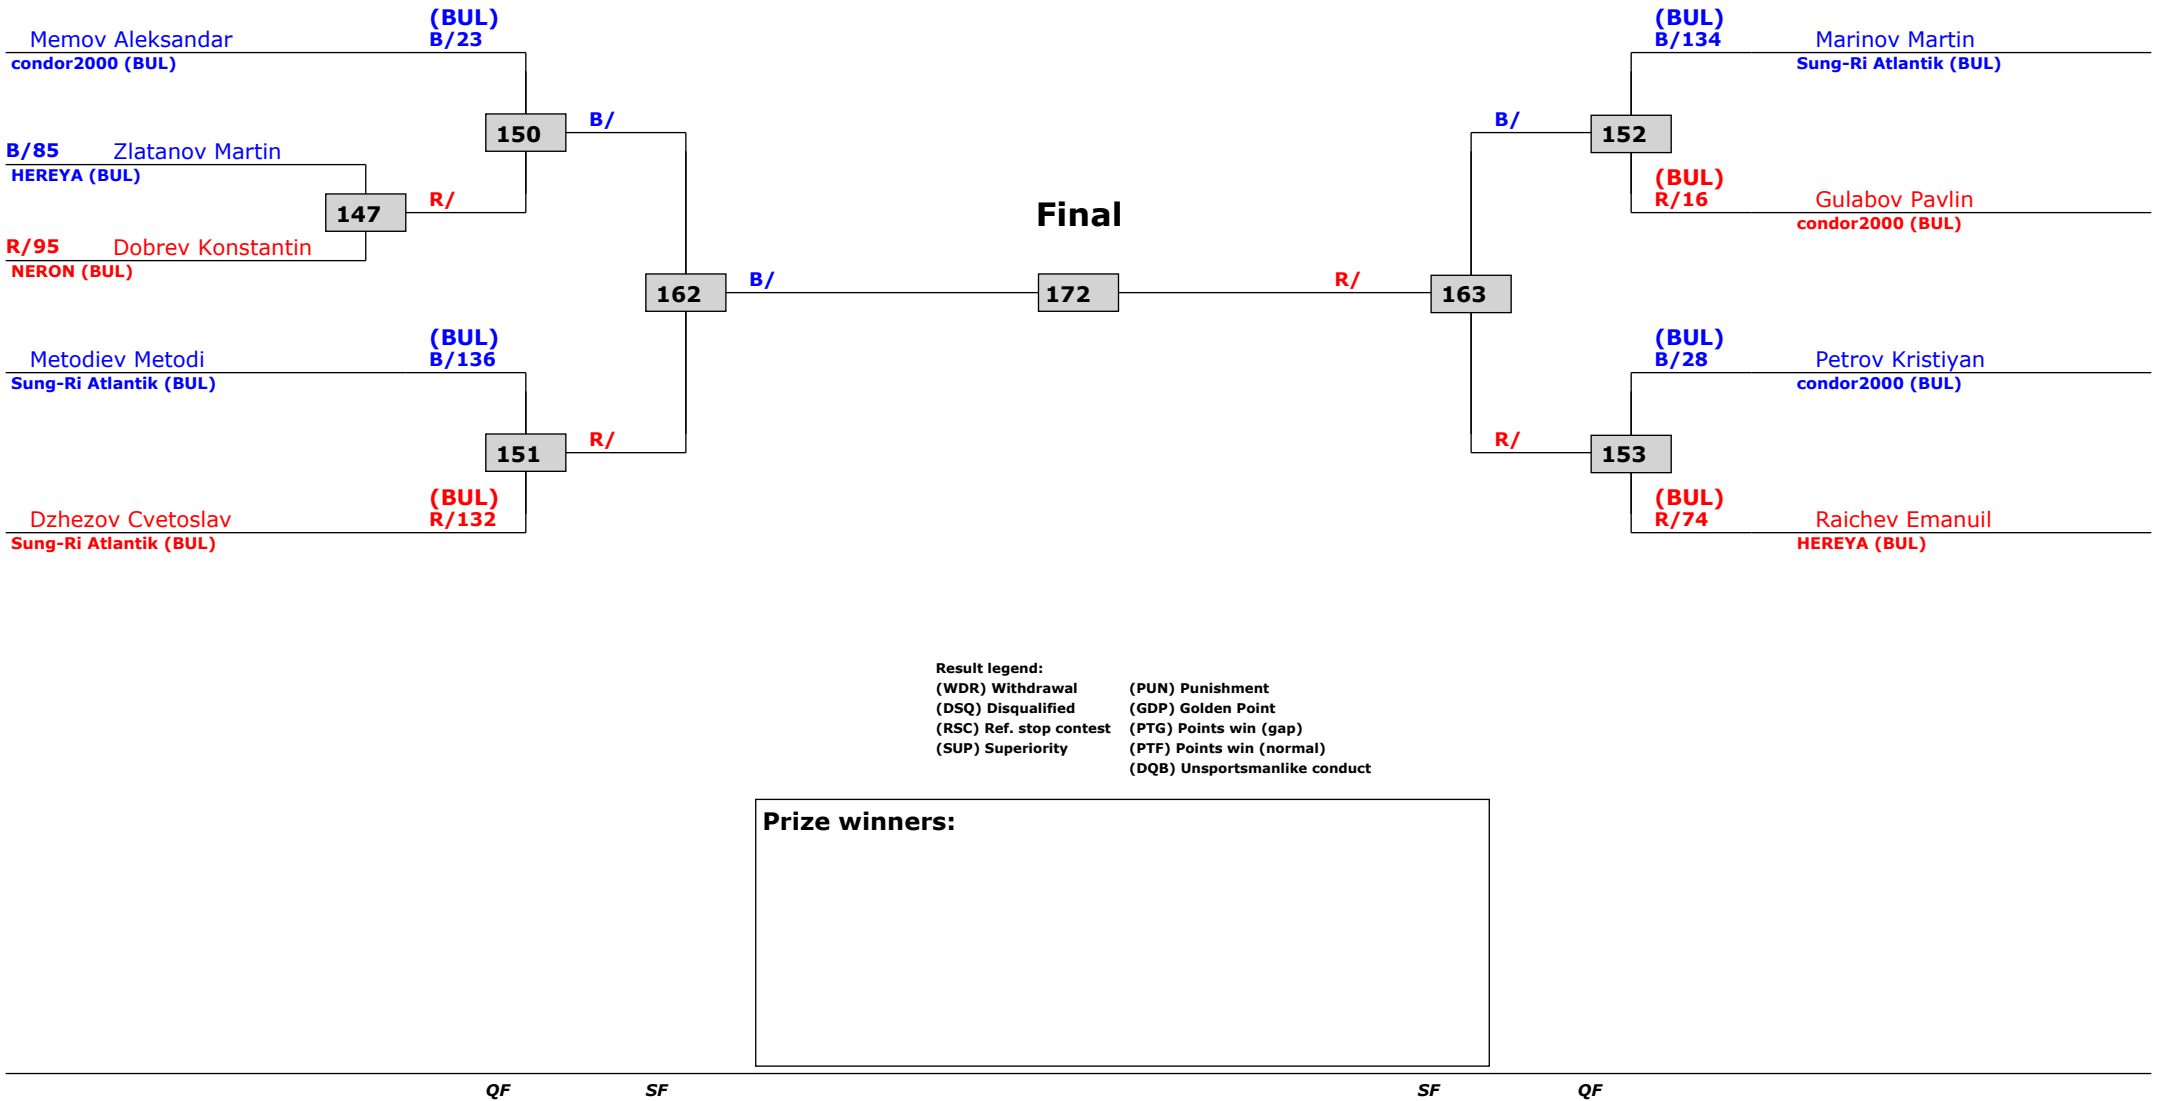 (BUL)
Memov Aleksandar B/23
condor2000 (BUL)
150
B/
B/85 Zlatanov Martin
HEREYA (BUL)
147
R/
R/95 Dobrev Konstantin
NERON (BUL)
162
B/
(BUL)
Metodiev Metodi B/136
Sung-Ri Atlantik (BUL)
151
R/
(BUL)
Dzhezov Cvetoslav R/132
Sung-Ri Atlantik (BUL)
Final
172
(BUL)
B/134 Marinov Martin
Sung-Ri Atlantik (BUL)
B/
152
(BUL)
R/16 Gulabov Pavlin
condor2000 (BUL)
R/
163
(BUL)
B/28 Petrov Kristiyan
condor2000 (BUL)
R/
153
(BUL)
R/74 Raichev Emanuil
HEREYA (BUL)
Result legend:
(WDR) Withdrawal (PUN) Punishment
(DSQ) Disqualified (GDP) Golden Point
(RSC) Ref. stop contest (PTG) Points win (gap)
(SUP) Superiority (PTF) Points win (normal)
(DQB) Unsportsmanlike conduct
Prize winners:
QF SF SF QF